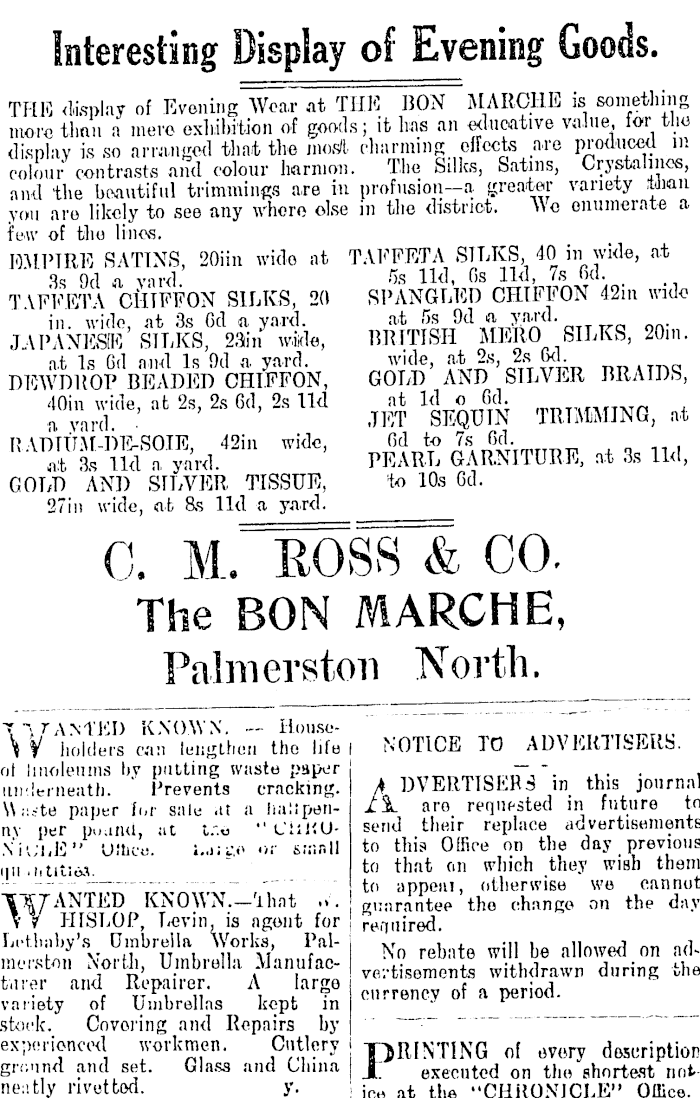 Interesting Display of Evening Goods.
THE display of Evening Wear at THE BON MARCHE is something
more than a mere exhibition of goods; it has an educative value, for the
display is so arranged that the most charming effects are produced in
colour contrasts and colour harmon. The Silks, Satins, Crystalines,
and the beautiful trimmings are in profusion—a greater variety than
you are likely to see any where else in the district. We enumerate a
few of the lines.
EMPIRE SATINS, 20iin wide at
3s 9d a yard.
TAFFETA CHIFFON SILKS, 20
in. wide, at 3s 6d a yard.
JAPANESE SILKS, 23in wide,
at 1s 6d and 1s 9d a yard.
DEWDROP BEADED CHIFFON,
40in wide, at 2s, 2s 6d, 2s 11d
a yard.
RADIUM-DE-SOIE, 42in wide,
at 3s 11d a yard.
GOLD AND SILVER TISSUE,
27in wide, at 8s 11d a yard.
TAFFETA SILKS, 40 in wide, at
5s 11d, 6s 11d, 7s 6d.
SPANGLED CHIFFON 42in wide
at 5s 9d a yard.
BRITISH MERO SILKS, 20in.
wide, at 2s, 2s 6d.
GOLD AND SILVER BRAIDS,
at 1d o 6d.
JET SEQUIN TRIMMING, at
6d to 7s 6d.
PEARL GARNITURE, at 3s 11d,
to 10s 6d.
C. M. ROSS & CO.
The BON MARCHE,
Palmerston North.
WANTED KNOWN. — House-
holders can lengthen the life
of linoleums by putting waste paper
underneath. Prevents cracking.
Waste paper for sale at a halfpen-
ny per pound, at the "CHRO-
NICLE" Office. Large or small
quantities.
WANTED KNOWN.—That W.
HISLOP, Levin, is agent for
Lethaby's Umbrella Works, Pal-
merston North, Umbrella Manufac-
turer and Repairer. A large
variety of Umbrellas kept in
stock. Covering and Repairs by
experienced workmen. Cutlery
ground and set. Glass and China
neatly rivetted. y.
NOTICE TO ADVERTISERS.
ADVERTISERS in this journal
are requested in future to
send their replace advertisements
to this Office on the day previous
to that on which they wish them
to appear, otherwise we cannot
guarantee the change on the day
required.
No rebate will be allowed on ad-
vertisements withdrawn during the
currency of a period.
PRINTING of every description
executed on the shortest not-
ice at the "CHRONICLE" Office.